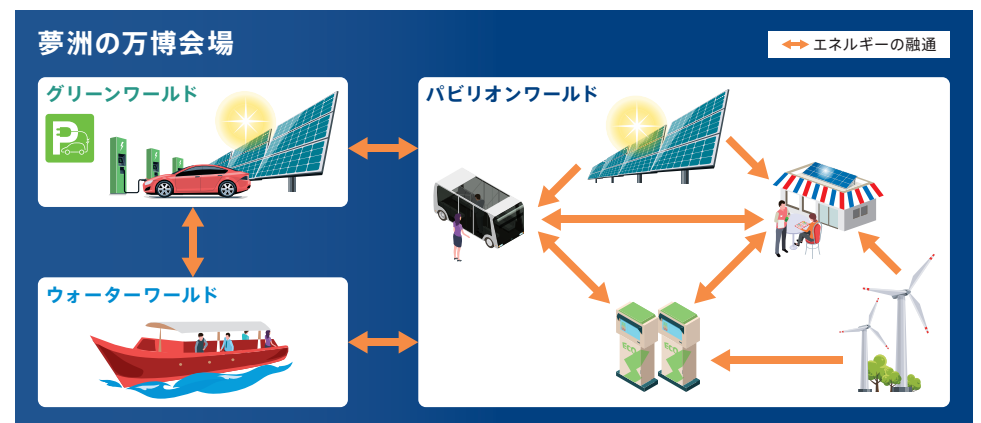 夢洲の万博会場
エネルギーの融通
グリーンワールド
P
パビリオンワールド
ウォーターワールド
ECO
ECO